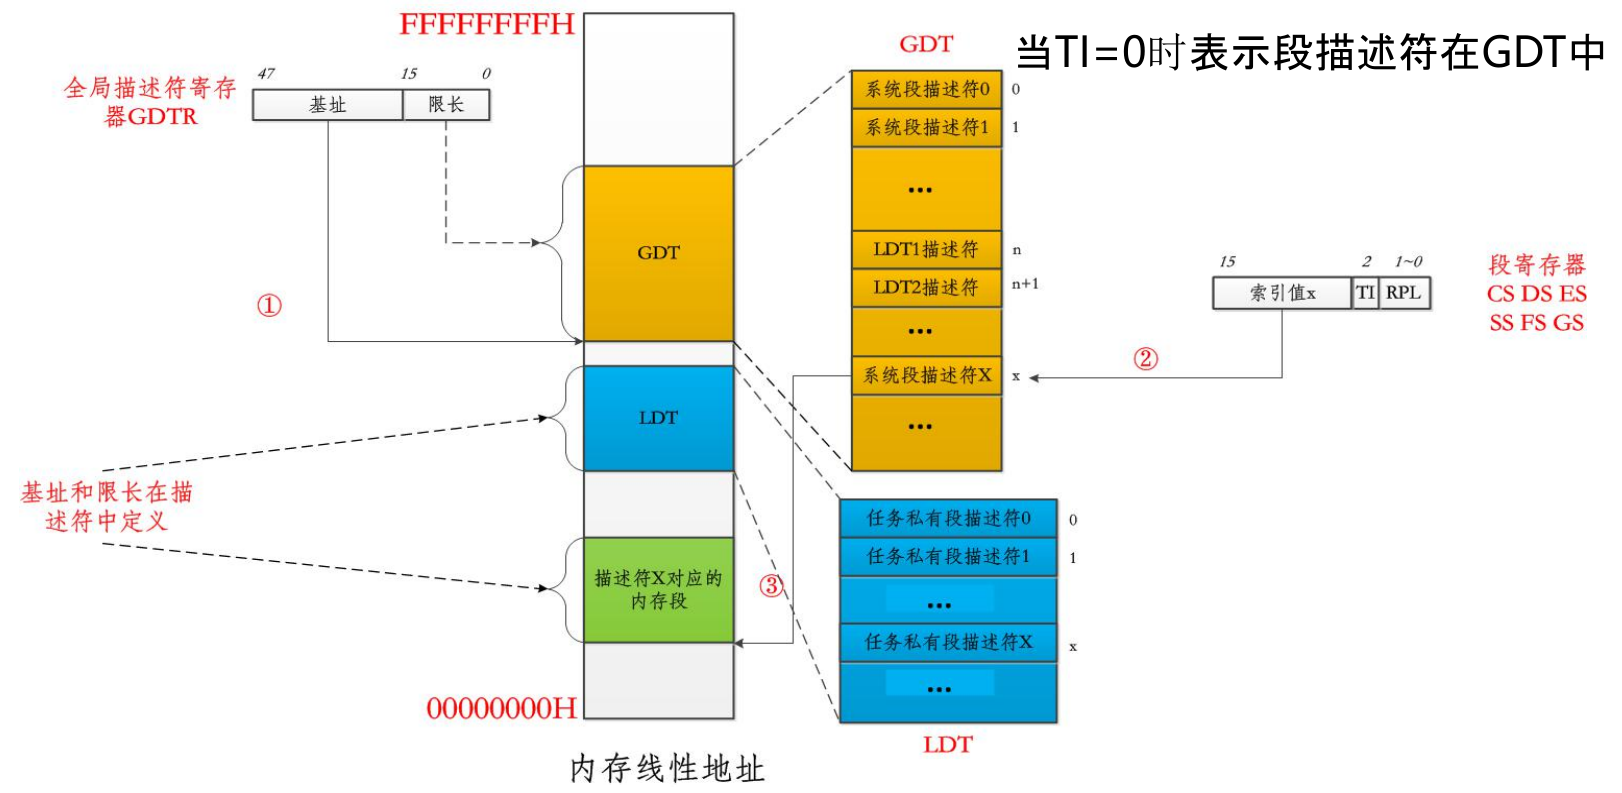 FFFFFFFFH
当TI=0时表示段描述符在GDT中
GDT
47 15 0
全局描述符寄存
器GDTR
基址 限长
系统段描述符0 0
系统段描述符1 1
...
LDT1描述符 n
LDT2描述符 n+1
...
系统段描述符X x
...
GDT
①
15 2 1~0
索引值x TI RPL
段寄存器
CS DS ES
SS FS GS
②
LDT
基址和限长在描
述符中定义
描述符X对应的
内存段
③
任务私有段描述符0 0
任务私有段描述符1 1
...
任务私有段描述符X x
...
LDT
00000000H
内存线性地址